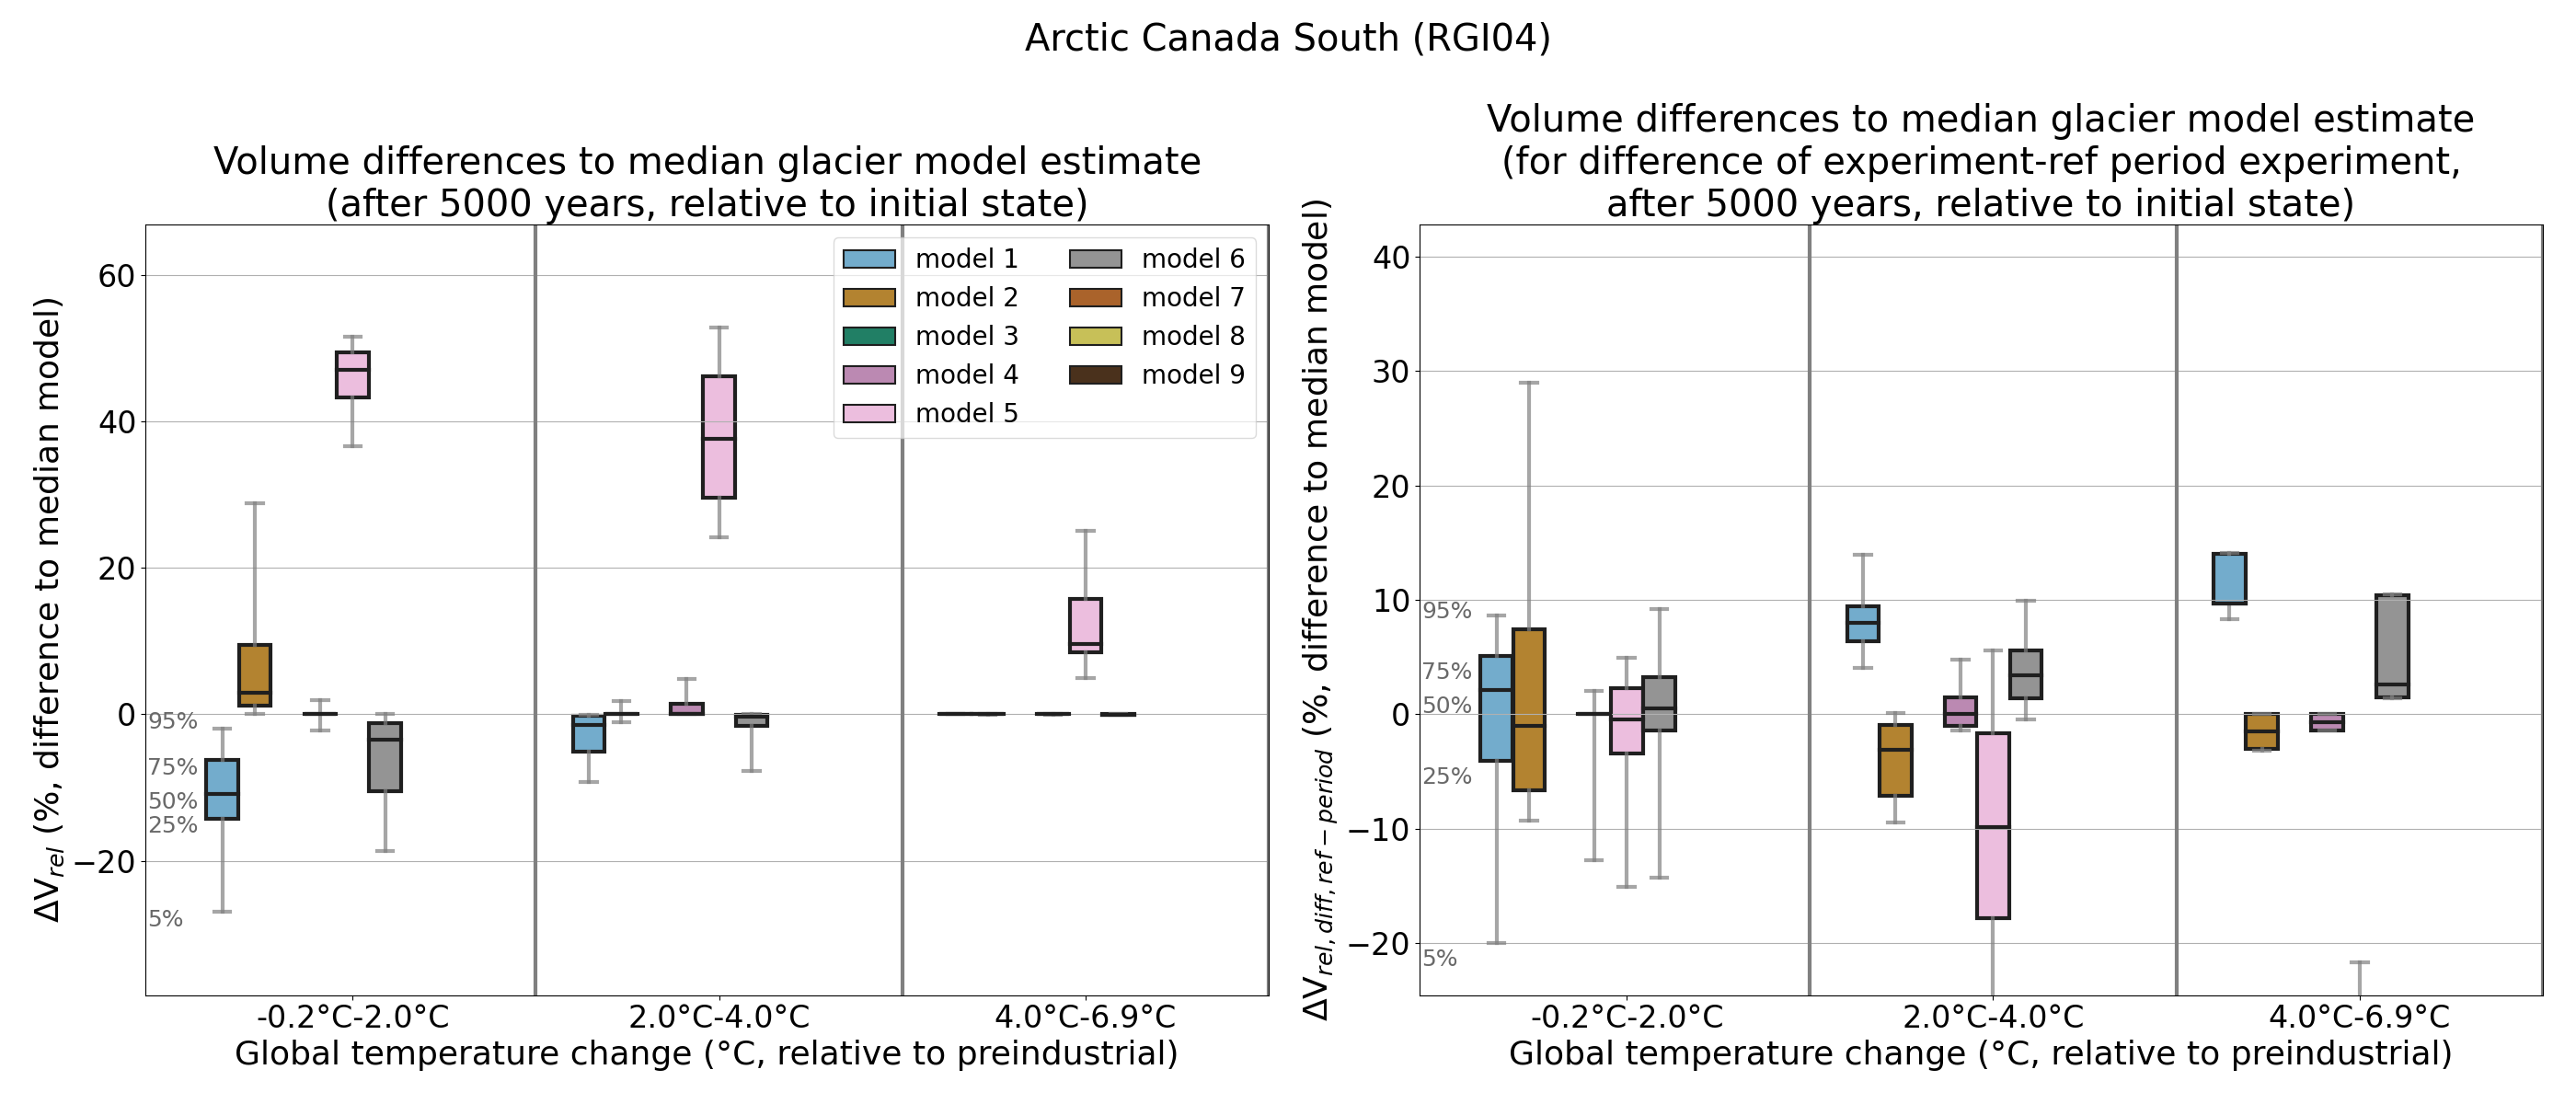 Arctic Canada South (RGI04)
Volume differences to median glacier model estimate
(after 5000 years, relative to initial state)
ΔV_rel (%, difference to median model)
60
40
20
0
−20
95%
75%
50%
25%
5%
model 1
model 2
model 3
model 4
model 5
model 6
model 7
model 8
model 9
-0.2°C-2.0°C
2.0°C-4.0°C
4.0°C-6.9°C
Global temperature change (°C, relative to preindustrial)
Volume differences to median glacier model estimate
(for difference of experiment-ref period experiment,
after 5000 years, relative to initial state)
ΔV_rel, diff, ref−period (%, difference to median model)
40
30
20
10
0
−10
−20
95%
75%
50%
25%
5%
-0.2°C-2.0°C
2.0°C-4.0°C
4.0°C-6.9°C
Global temperature change (°C, relative to preindustrial)